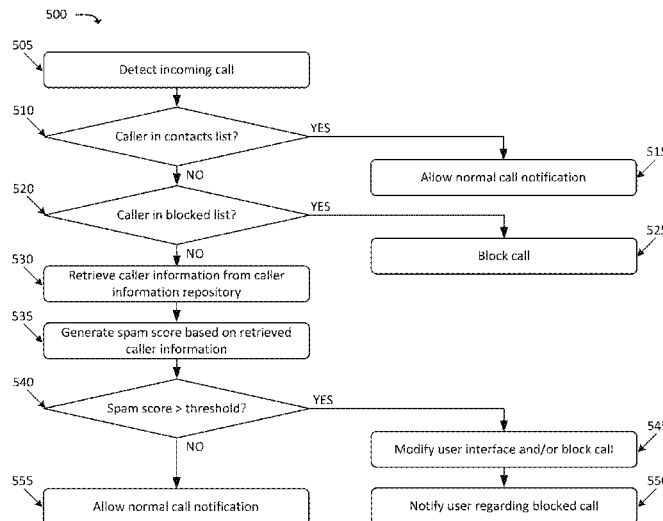 500
505
Detect incoming call
510
Caller in contacts list?
YES
515
Allow normal call notification
NO
520
Caller in blocked list?
YES
525
Block call
NO
530
Retrieve caller information from caller
information repository
535
Generate spam score based on retrieved
caller information
540
Spam score > threshold?
YES
545
Modify user interface and/or block call
NO
550
Notify user regarding blocked call
555
Allow normal call notification